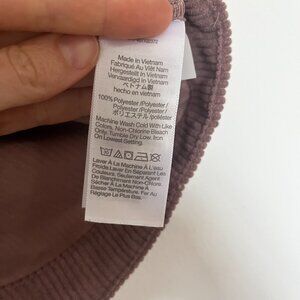 Made in Vietnam
Fabriqué Au Viêt Nam
Hergestellt In Vietnam
Vervaardigd in Vietnam
ベトナム製
hecho en vietnam
100%Polyester/Polyester/
Polyester/Polyester/
ポリエステル/poliéster
Machine Wash Cold With Like
Colors, Non-Chlorine Bleach
Only, Tumble Dry Low. Iron
On Lowest Setting.
Laver À La Machine À L'eau
Froide Laver En Séparant Les
Couleurs Agent
De Blanchiment Non-Chloré.
Sécher À La Machine À
Basse Température. Fer Au
Réglage Le Plus Bas.